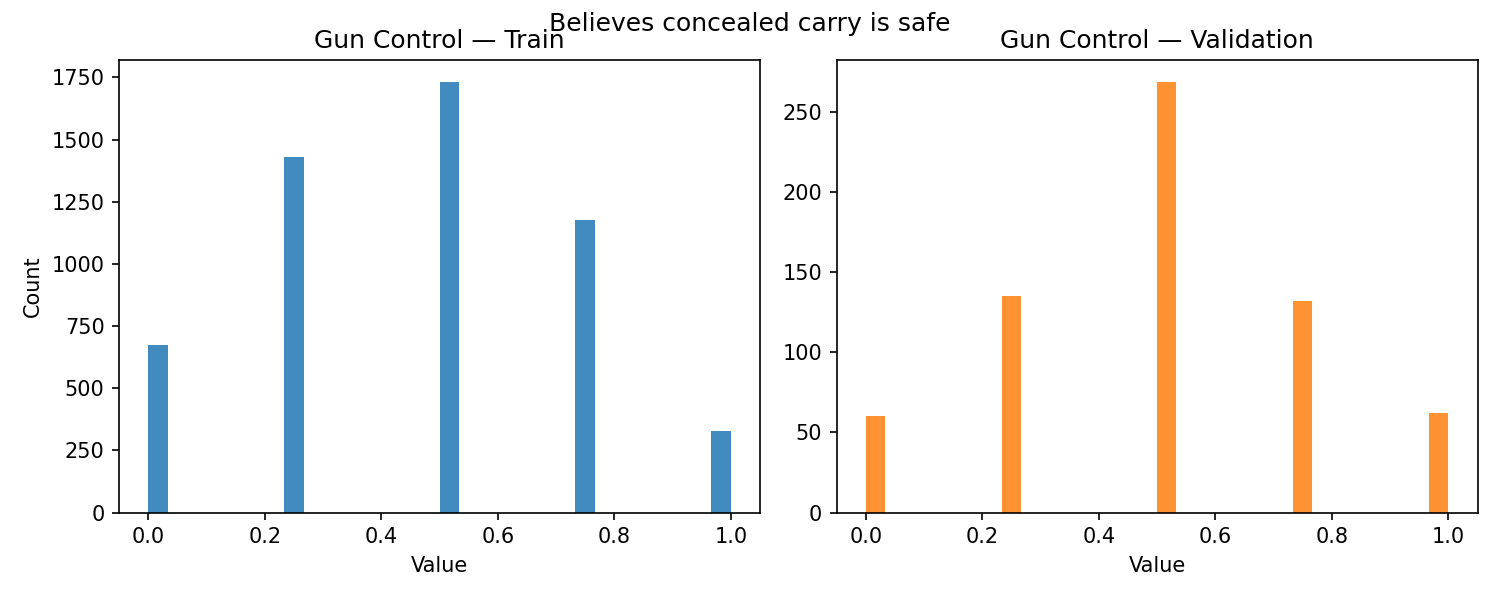 Believes concealed carry is safe
Gun Control — Train
Gun Control — Validation
1750
1500
1250
1000
750
500
250
0
Count
0.0 0.2 0.4 0.6 0.8 1.0
Value
250
200
150
100
50
0
0.0 0.2 0.4 0.6 0.8 1.0
Value